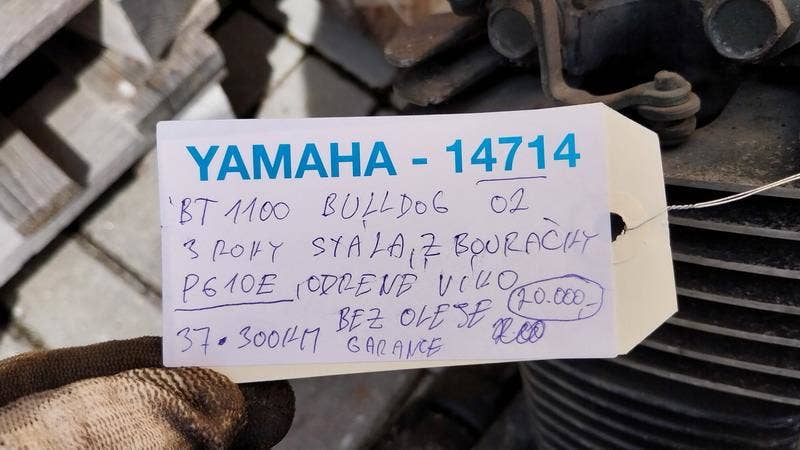 YAMAHA - 14714
BT 1100 BULLDOG 02
3 ROKY STÁLA, Z BOURAČKY
P610E, ODŘENÉ VÍKO
20.000,-
BEZ OLEJE
37.300KM GARANCE